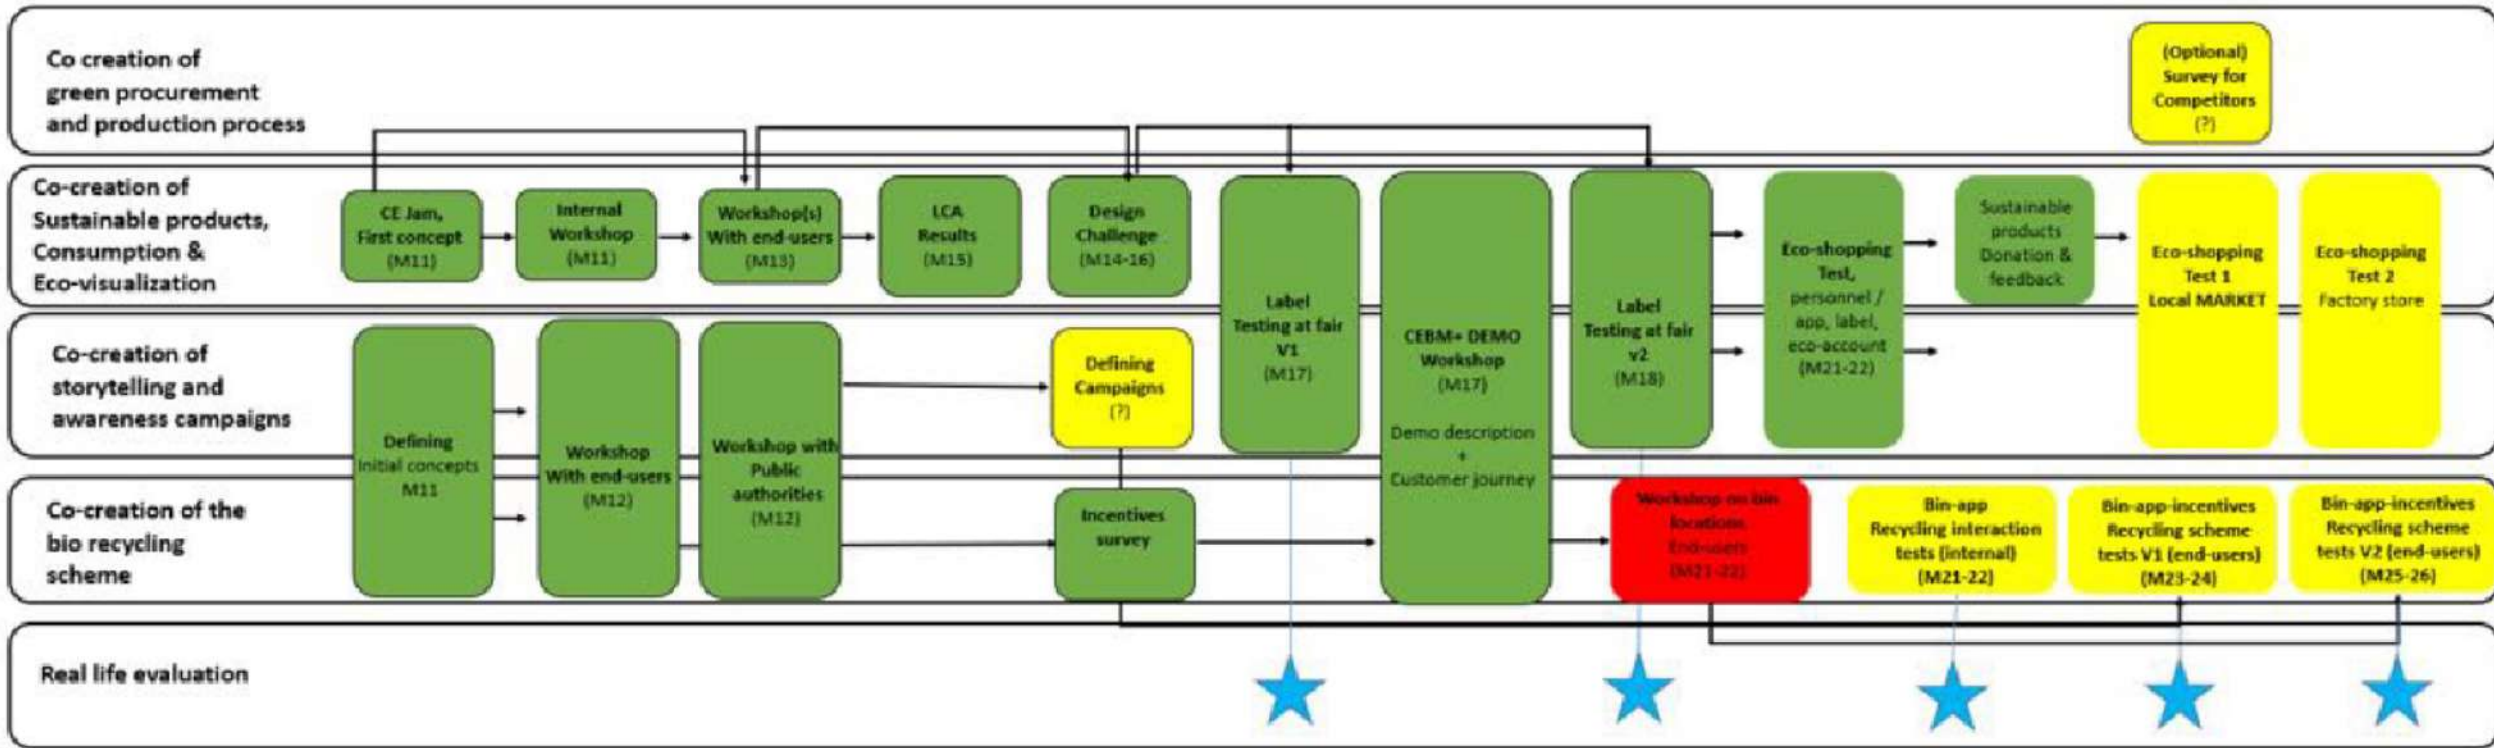 Co creation of
green procurement
and production process
(Optional)
Survey for
Competitors
(?)
Co-creation of
Sustainable products,
Consumption &
Eco-visualization
CE Jam,
First concept
(M11)
Internal
Workshop
(M11)
Workshop(s)
With end-users
(M13)
LCA
Results
(M15)
Design
Challenge
(M14-16)
Label
Testing at fair
V1
(M17)
CEBM+ DEMO
Workshop
(M17)
Demo description
+
Customer journey
Label
Testing at fair
v2
(M18)
Eco-shopping
Test,
personnel /
app, label,
eco-account
(M21-22)
Sustainable
products
Donation &
feedback
Eco-shopping
Test 1
Local MARKET
Eco-shopping
Test 2
Factory store
Co-creation of
storytelling and
awareness campaigns
Defining
Initial concepts
M11
Workshop
With end-users
(M12)
Workshop with
Public
authorities
(M12)
Defining
Campaigns
(?)
Co-creation of the
bio recycling
scheme
Incentives
survey
Workshop on bin
locations
End-users
(M21-22)
Bin-app
Recycling interaction
tests (internal)
(M21-22)
Bin-app-incentives
Recycling scheme
tests V1 (end-users)
(M23-24)
Bin-app-incentives
Recycling scheme
tests V2 (end-users)
(M25-26)
Real life evaluation